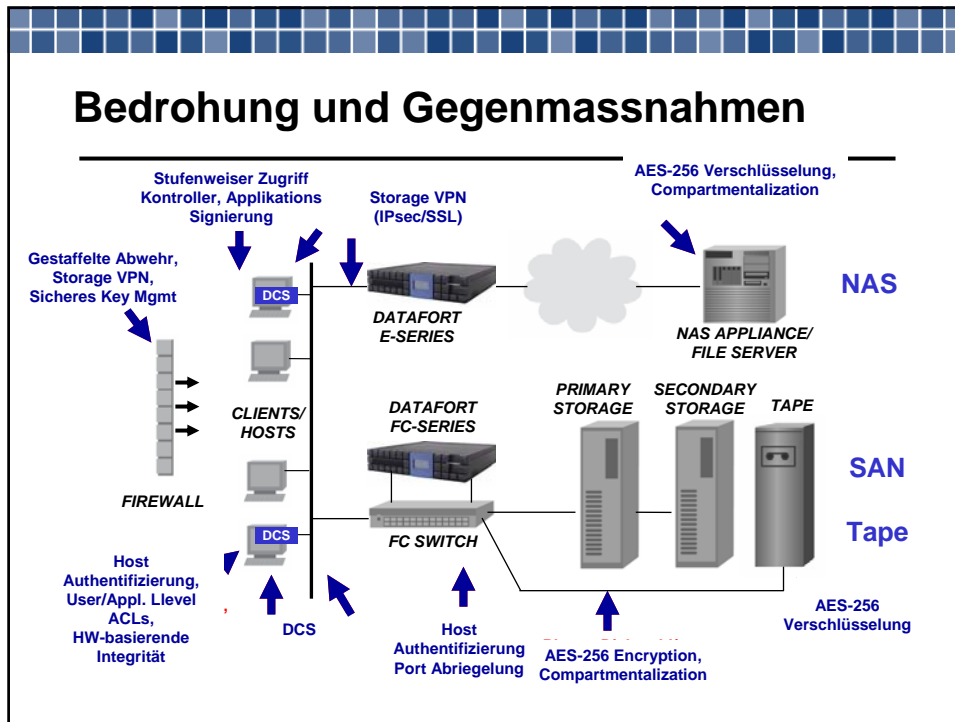 Bedrohung und Gegenmassnahmen
Stufenweiser Zugriff
Kontroller, Applikations
Signierung
Storage VPN
(IPsec/SSL)
AES-256 Verschlüsselung,
Compartmentalization
Gestaffelte Abwehr,
Storage VPN,
Sicheres Key Mgmt
DCS
NAS
DATAFORT
E-SERIES
NAS APPLIANCE/
FILE SERVER
CLIENTS/
HOSTS
DATAFORT
FC-SERIES
PRIMARY
STORAGE
SECONDARY
STORAGE
TAPE
SAN
FIREWALL
DCS
FC SWITCH
Tape
Host
Authentifizierung,
User/Appl. Llevel
ACLs,
HW-basierende
Integrität
DCS
Host
Authentifizierung
Port Abriegelung
AES-256 Encryption,
Compartmentalization
AES-256
Verschlüsselung